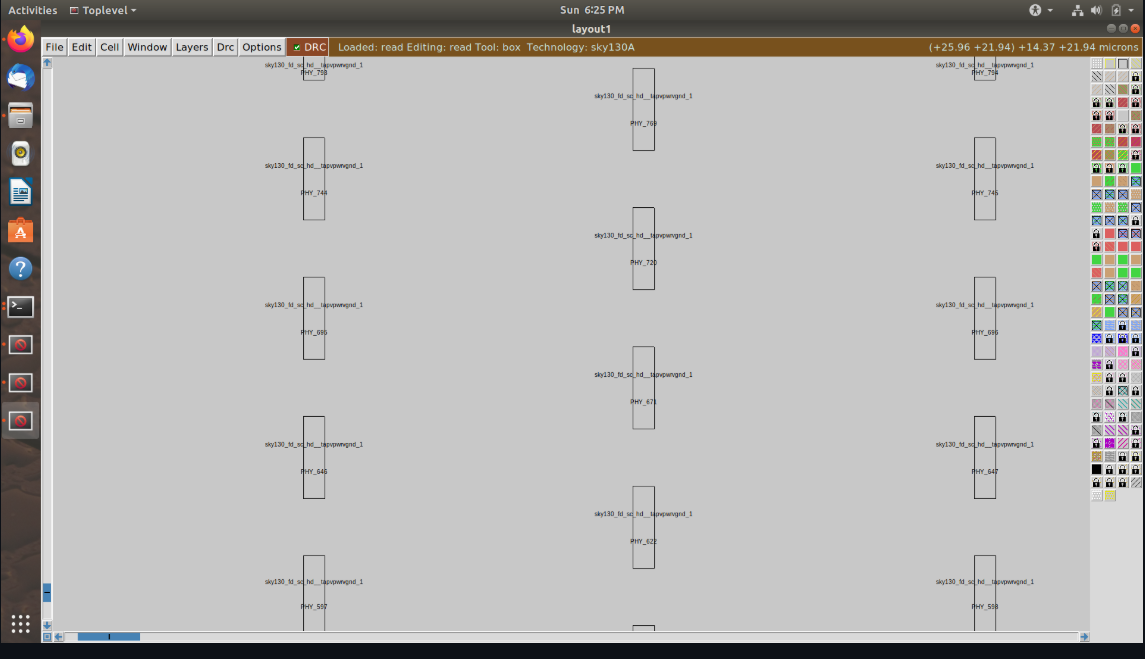 Activities Toplevel Sun 6:25 PM
layout1
File Edit Cell Window Layers Drc Options DRC Loaded: read Editing: read Tool: box Technology: sky130A (+25.96 +21.94) +14.37 +21.94 microns
sky130_fd_sc_hd__tapvpwrvgnd_1 sky130_fd_sc_hd__tapvpwrvgnd_1
PHY_793 PHY_794
sky130_fd_sc_hd__tapvpwrvgnd_1
PHY_769
sky130_fd_sc_hd__tapvpwrvgnd_1 sky130_fd_sc_hd__tapvpwrvgnd_1
PHY_744 PHY_745
sky130_fd_sc_hd__tapvpwrvgnd_1
PHY_720
sky130_fd_sc_hd__tapvpwrvgnd_1 sky130_fd_sc_hd__tapvpwrvgnd_1
PHY_695 PHY_696
sky130_fd_sc_hd__tapvpwrvgnd_1
PHY_671
sky130_fd_sc_hd__tapvpwrvgnd_1 sky130_fd_sc_hd__tapvpwrvgnd_1
PHY_646 PHY_647
sky130_fd_sc_hd__tapvpwrvgnd_1
PHY_622
sky130_fd_sc_hd__tapvpwrvgnd_1 sky130_fd_sc_hd__tapvpwrvgnd_1
PHY_597 PHY_598